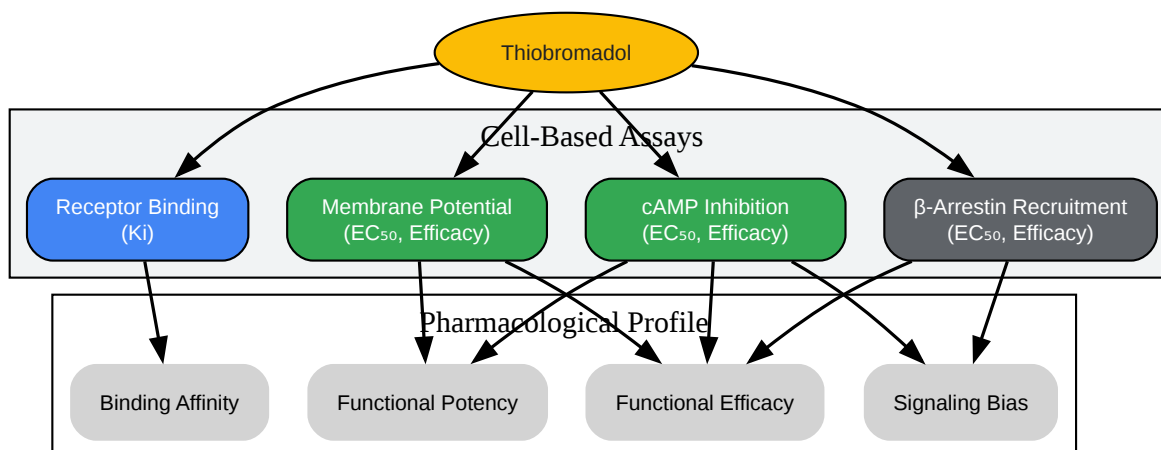 Thiobromadol
Cell-Based Assays
Receptor Binding
(Ki)
Membrane Potential
(EC₅₀, Efficacy)
cAMP Inhibition
(EC₅₀, Efficacy)
β-Arrestin Recruitment
(EC₅₀, Efficacy)
Pharmacological Profile
Binding Affinity
Functional Potency
Functional Efficacy
Signaling Bias